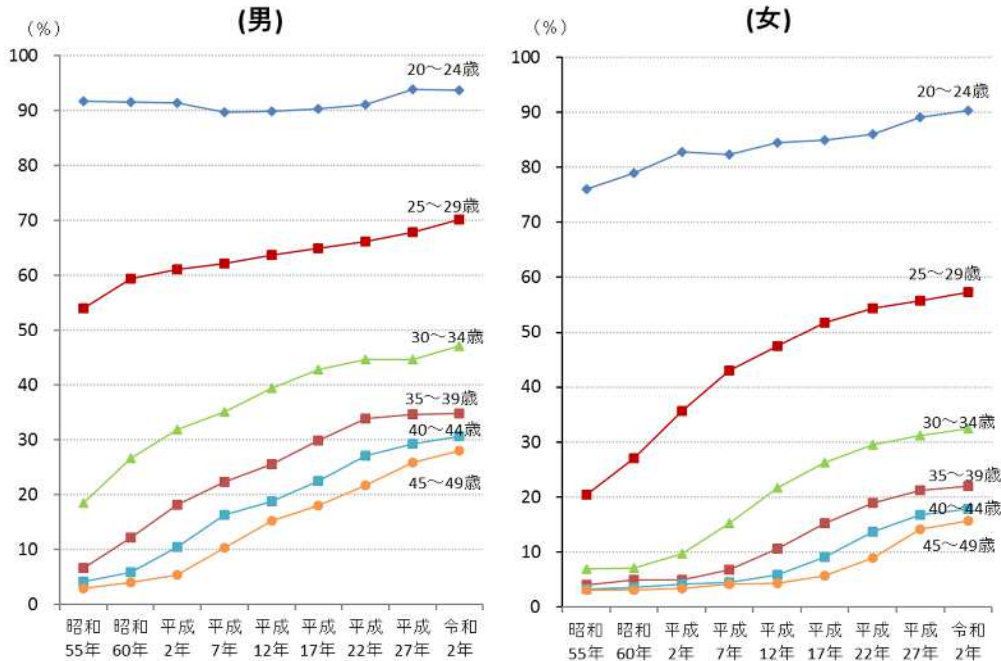 (男)
（%）
100
90
80
70
60
50
40
30
20
10
0
20～24歳
25～29歳
30～34歳
35～39歳
40～44歳
45～49歳
昭和 昭和 平成 平成 平成 平成 平成 平成 令和
55年 60年 2年 7年 12年 17年 22年 27年 2年
(女)
（%）
100
90
80
70
60
50
40
30
20
10
0
20～24歳
25～29歳
30～34歳
35～39歳
40～44歳
45～49歳
昭和 昭和 平成 平成 平成 平成 平成 平成 令和
55年 60年 2年 7年 12年 17年 22年 27年 2年